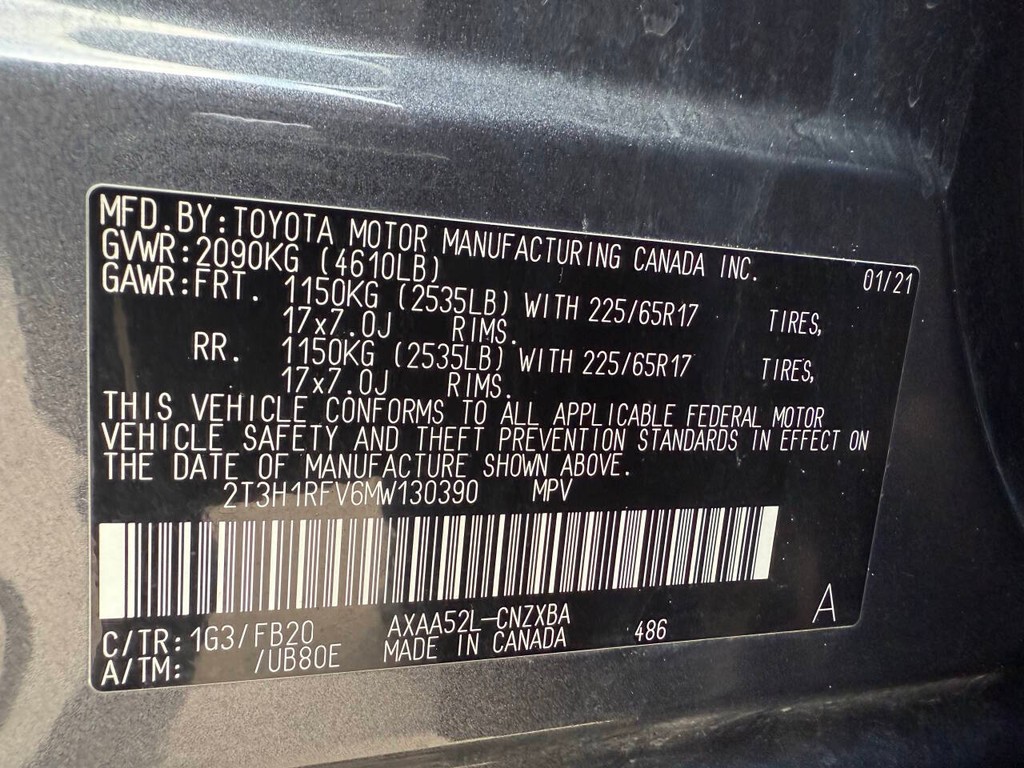 MFD.BY:TOYOTA MOTOR MANUFACTURING CANADA INC.
GVWR:2090KG (4610LB) 01/21
GAWR:FRT. 1150KG (2535LB) WITH 225/65R17 TIRES,
17x7.0J RIMS.
RR. 1150KG (2535LB) WITH 225/65R17 TIRES,
17x7.0J RIMS.
THIS VEHICLE CONFORMS TO ALL APPLICABLE FEDERAL MOTOR
VEHICLE SAFETY AND THEFT PREVENTION STANDARDS IN EFFECT ON
THE DATE OF MANUFACTURE SHOWN ABOVE.
2T3H1RFV6MW130390 MPV
C/TR: 1G3/FB20 AXAA52L-CNZXBA 486 A
A/TM: /UB80E MADE IN CANADA